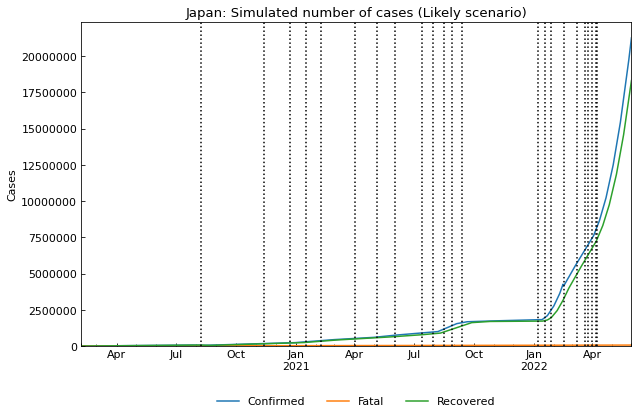 Japan: Simulated number of cases (Likely scenario)
20000000
17500000
15000000
12500000
10000000
7500000
5000000
2500000
0
Cases
Apr Jul Oct Jan Apr Jul Oct Jan Apr
2021 2022
Confirmed Fatal Recovered